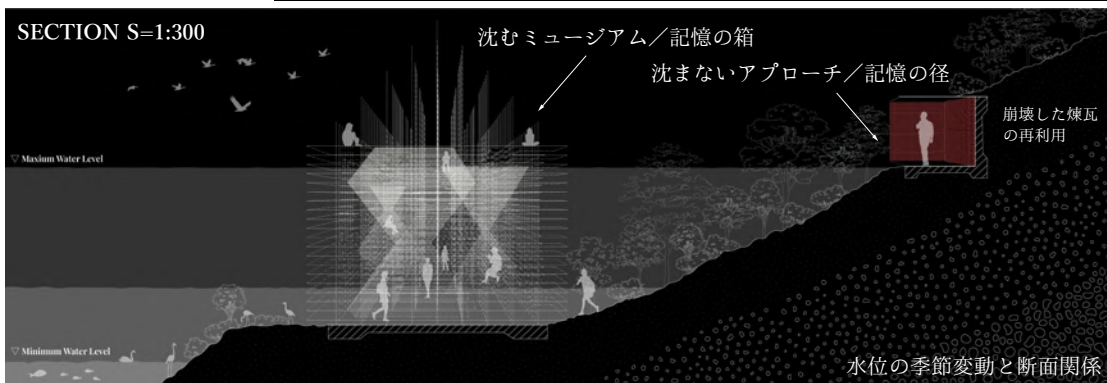 SECTION S=1:300
沈むミュージアム／記憶の箱
沈まないアプローチ／記憶の径
崩壊した煉瓦
の再利用
▽ Maxium Water Level
▽ Minimum Water Level
水位の季節変動と断面関係